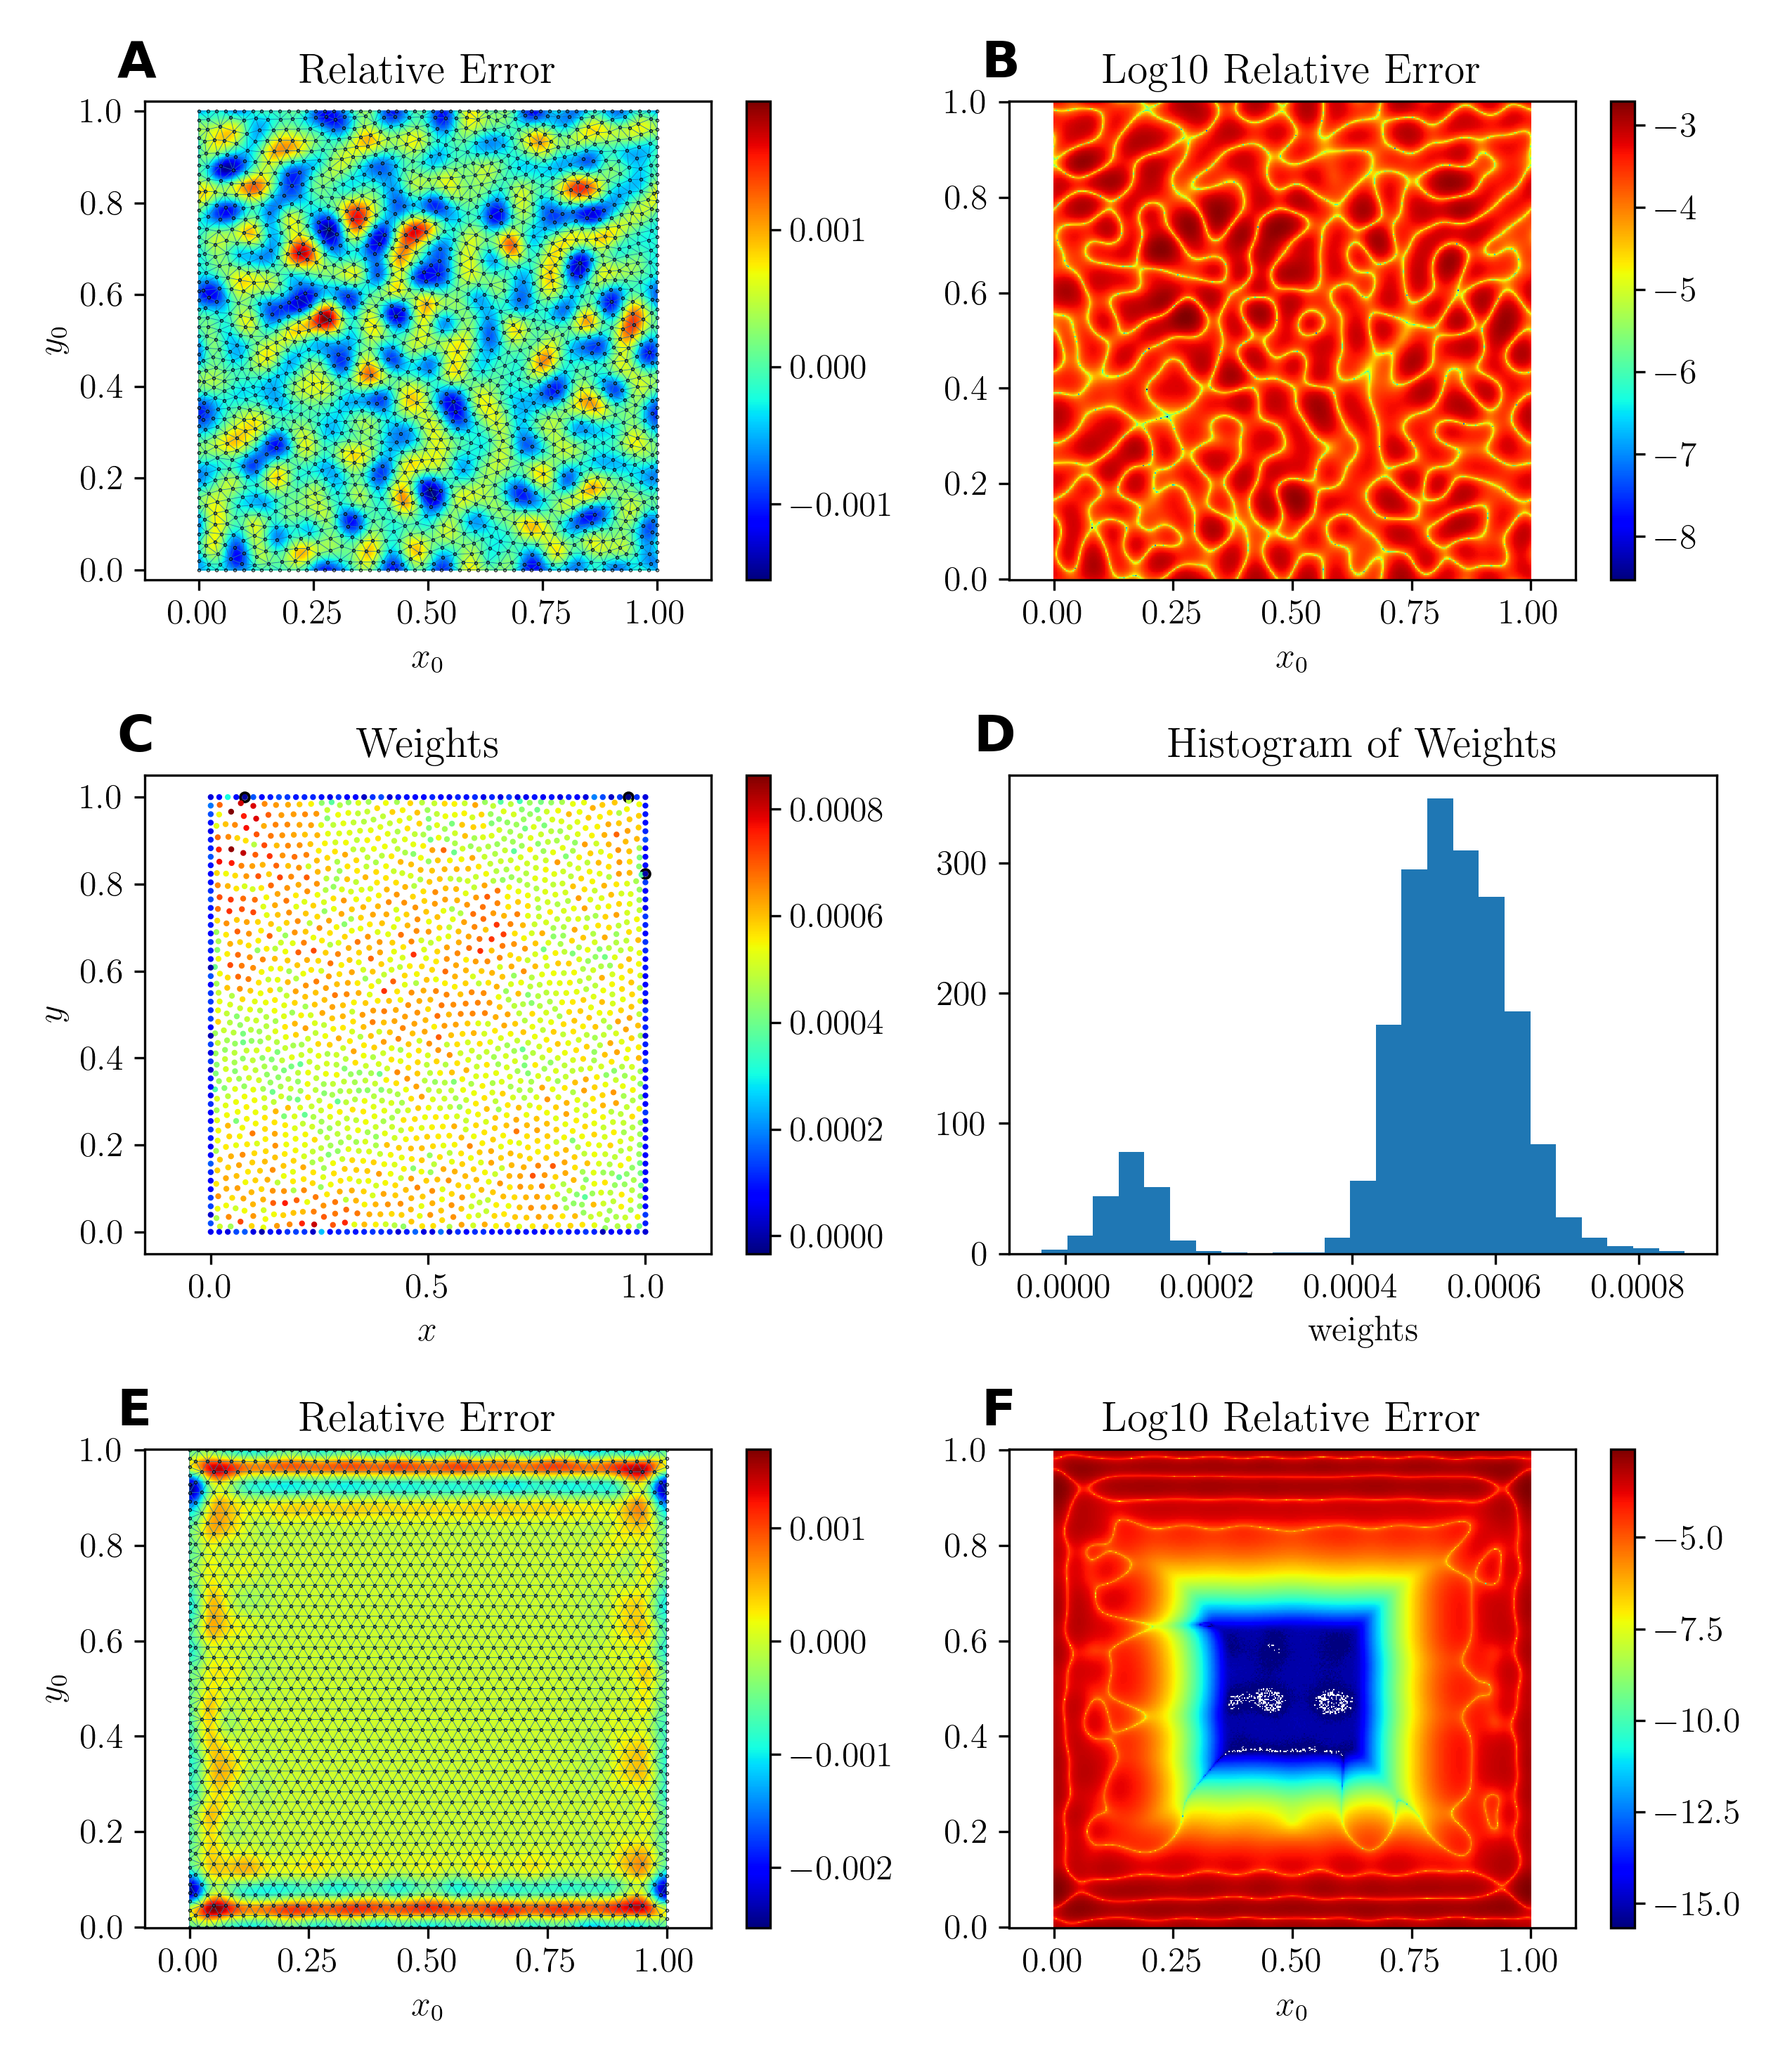 A
Relative Error
1.0
0.8
0.6
0.4
0.2
0.0
y₀
0.00 0.25 0.50 0.75 1.00
x₀
0.001
0.000
−0.001
B
Log10 Relative Error
1.0
0.8
0.6
0.4
0.2
0.0
0.00 0.25 0.50 0.75 1.00
x₀
−3
−4
−5
−6
−7
−8
C
Weights
1.0
0.8
0.6
0.4
0.2
0.0
y
0.0 0.5 1.0
x
0.0008
0.0006
0.0004
0.0002
0.0000
D
Histogram of Weights
300
200
100
0
0.0000 0.0002 0.0004 0.0006 0.0008
weights
E
Relative Error
1.0
0.8
0.6
0.4
0.2
0.0
y₀
0.00 0.25 0.50 0.75 1.00
x₀
0.001
0.000
−0.001
−0.002
F
Log10 Relative Error
1.0
0.8
0.6
0.4
0.2
0.0
0.00 0.25 0.50 0.75 1.00
x₀
−5.0
−7.5
−10.0
−12.5
−15.0